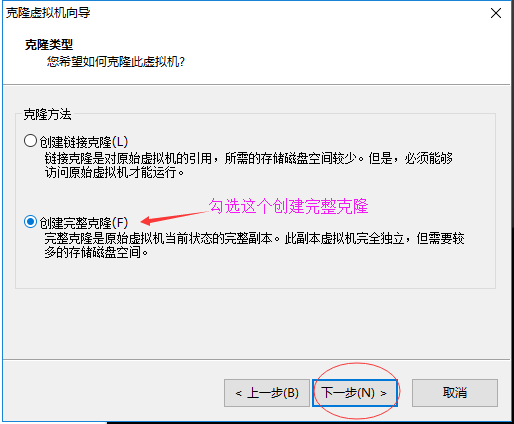 克隆虚拟机向导
克隆类型
您希望如何克隆此虚拟机?
克隆方法
创建链接克隆(L)
链接克隆是对原始虚拟机的引用，所需的存储磁盘空间较少。但是，必须能够
访问原始虚拟机才能运行。
勾选这个创建完整克隆
创建完整克隆(F)
完整克隆是原始虚拟机当前状态的完整副本。此副本虚拟机完全独立，但需要较
多的存储磁盘空间。
< 上一步(B)
下一步(N) >
取消